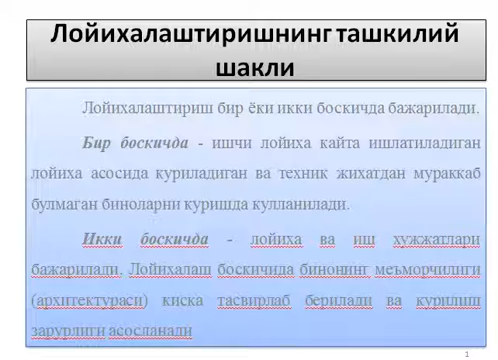 Лойихалаштиришнинг ташкилий
шакли
Лойихалаштириш бир ёки икки боскичда бажарилади.
Бир боскичда - ишчи лойиха кайта ишлатиладиган
лойиха асосида куриладиган ва техник жихатдан мураккаб
булмаган биноларни куришда кулланилади.
Икки боскичда - лойиха ва иш хужжатлари
бажарилади. Лойихалаш боскичида бинонинг меъморчилиги
(архитектураси) киска тасвирлаб берилади ва курилиш
зарурлиги асосланади
1